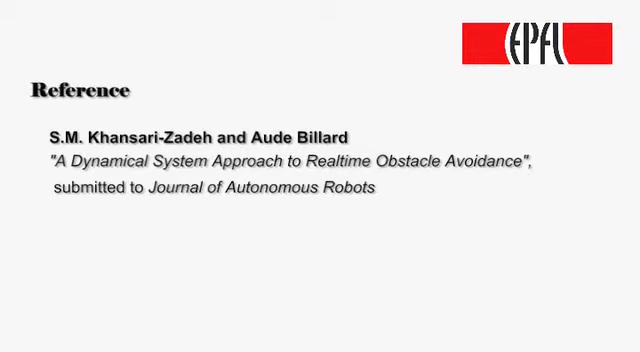 EPFL
Reference
S.M. Khansari-Zadeh and Aude Billard
"A Dynamical System Approach to Realtime Obstacle Avoidance",
submitted to Journal of Autonomous Robots